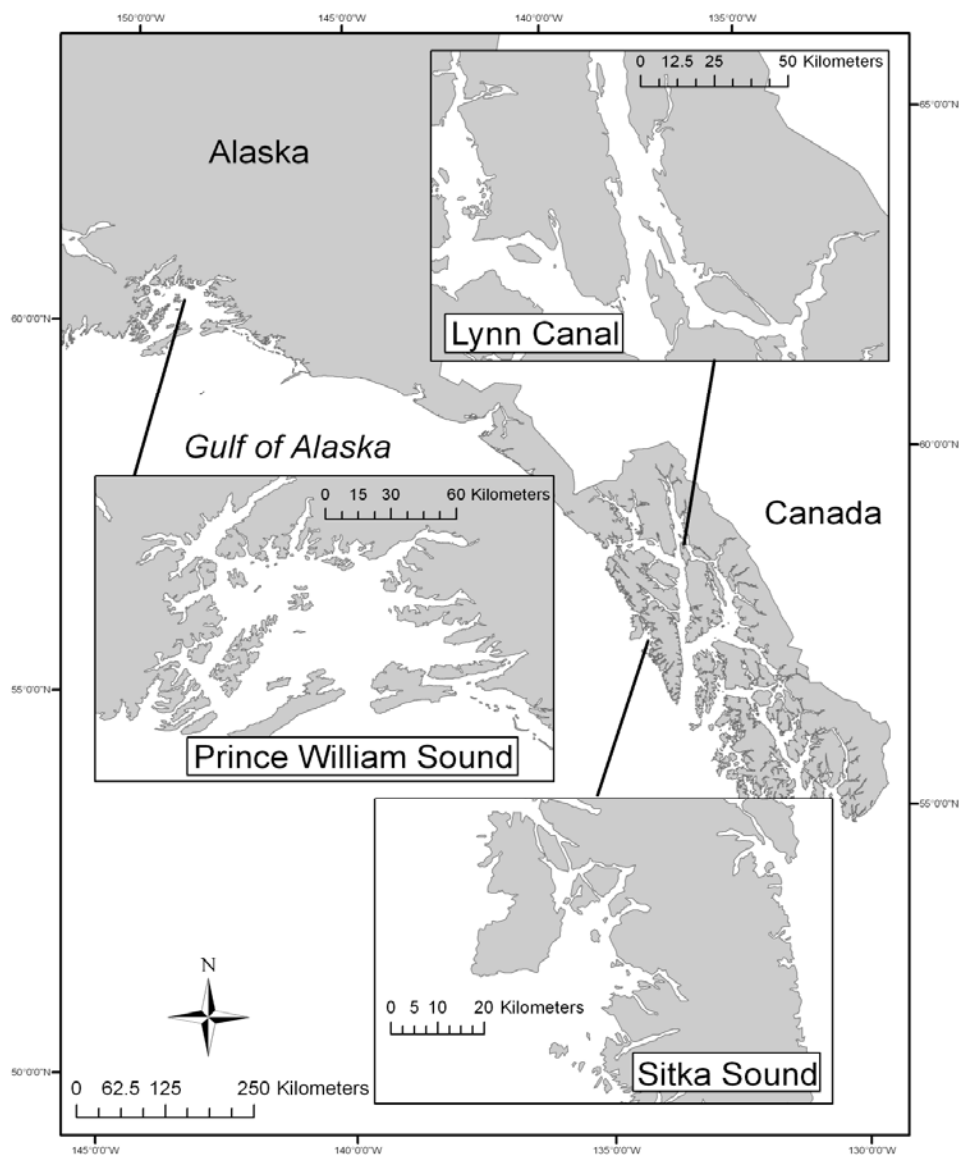 150°0'0"W 145°0'0"W 140°0'0"W 135°0'0"W
0 12.5 25 50 Kilometers
65°0'0"N
Alaska
60°0'0"N
Lynn Canal
Gulf of Alaska
60°0'0"N
0 15 30 60 Kilometers
Canada
55°0'0"N
Prince William Sound
55°0'0"N
N
0 5 10 20 Kilometers
Sitka Sound
50°0'0"N
0 62.5 125 250 Kilometers
145°0'0"W 140°0'0"W 135°0'0"W 130°0'0"W